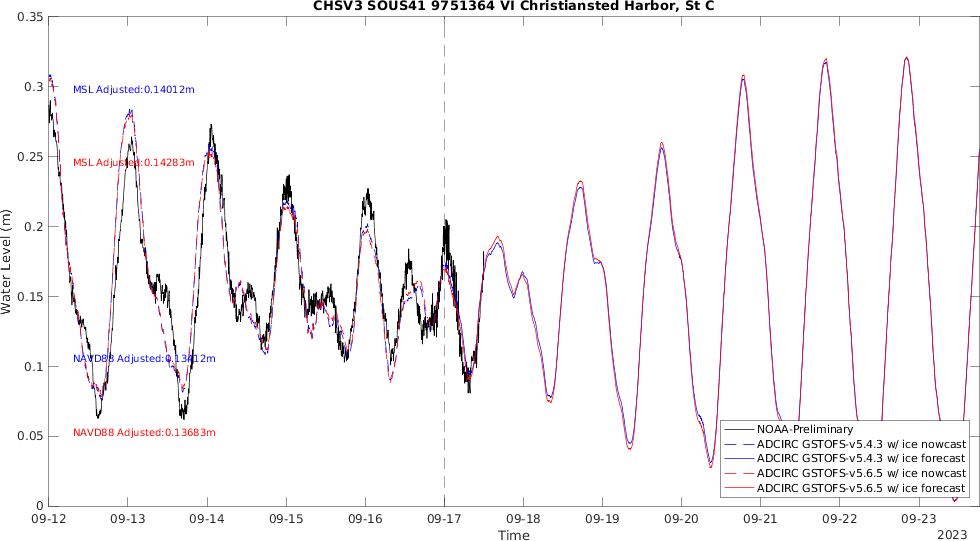 CHSV3 SOUS41 9751364 VI Christiansted Harbor, St C
0.35
0.3
0.25
0.2
0.15
0.1
0.05
0
Water Level (m)
MSL Adjusted:0.14012m
MSL Adjusted:0.14283m
NAVD88 Adjusted:0.13412m
NAVD88 Adjusted:0.13683m
NOAA-Preliminary
ADCIRC GSTOFS-v5.4.3 w/ ice nowcast
ADCIRC GSTOFS-v5.4.3 w/ ice forecast
ADCIRC GSTOFS-v5.6.5 w/ ice nowcast
ADCIRC GSTOFS-v5.6.5 w/ ice forecast
09-12 09-13 09-14 09-15 09-16 09-17 09-18 09-19 09-20 09-21 09-22 09-23
Time
2023